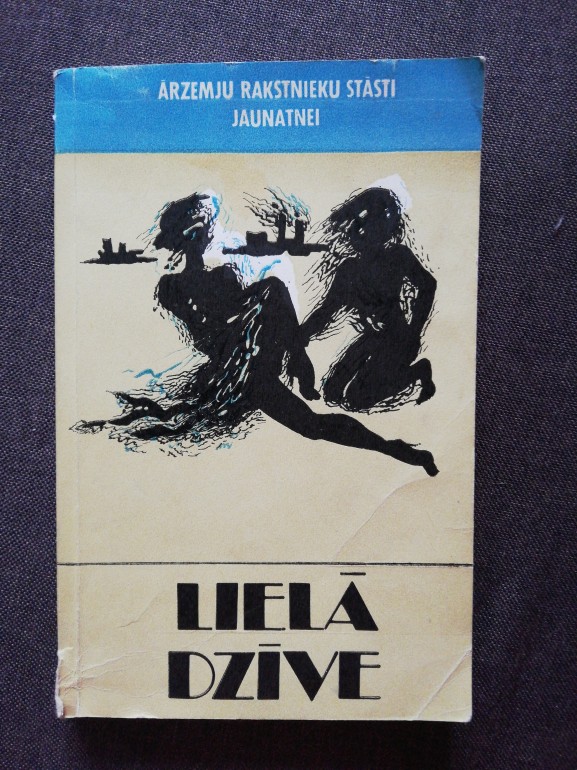 ĀRZEMJU RAKSTNIEKU STĀSTI
JAUNATNEI
LIELĀ
DZĪVE